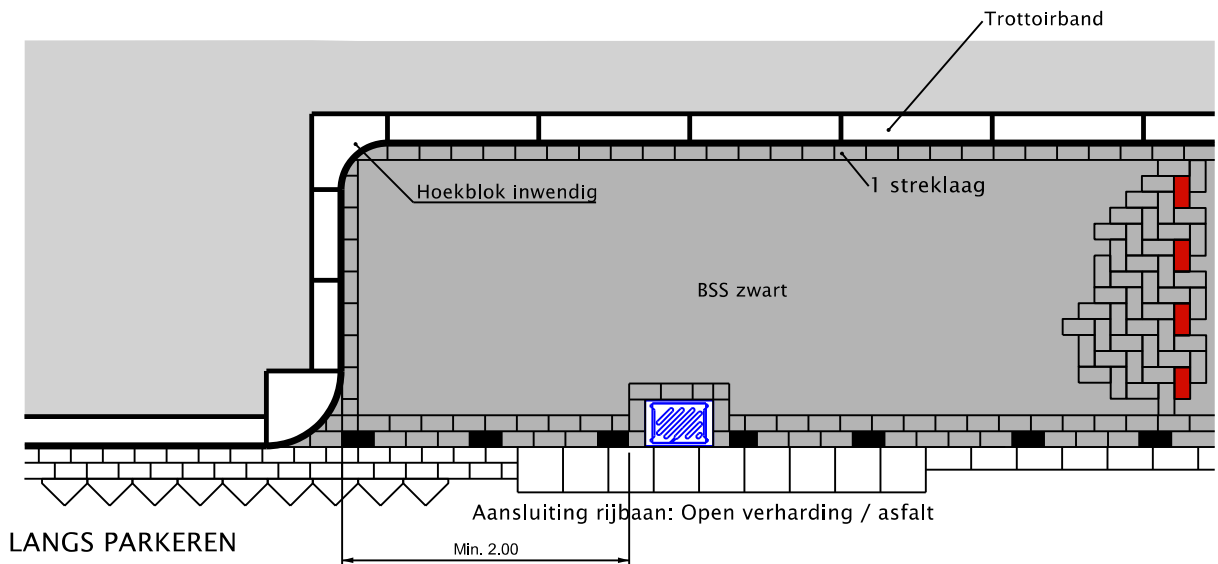 Trottoirband
Hoekblok inwendig
1 streklaag
BSS zwart
Aansluiting rijbaan: Open verharding / asfalt
LANGS PARKEREN
Min. 2.00